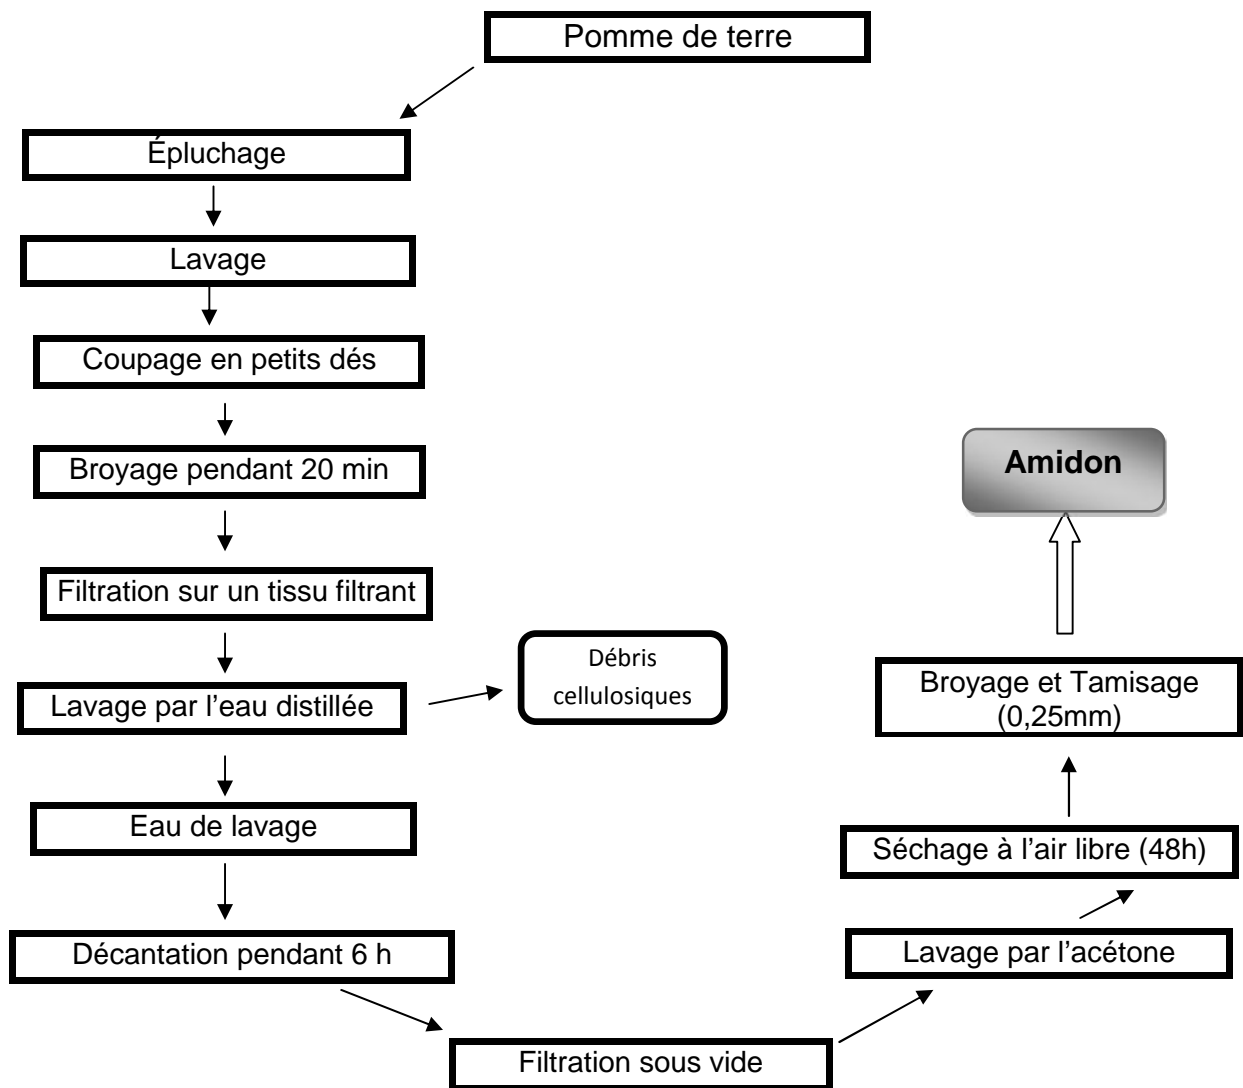 Pomme de terre
Épluchage
Lavage
Coupage en petits dés
Broyage pendant 20 min
Filtration sur un tissu filtrant
Lavage par l’eau distillée
Débris
cellulosiques
Eau de lavage
Décantation pendant 6 h
Filtration sous vide
Lavage par l’acétone
Séchage à l’air libre (48h)
Broyage et Tamisage
(0,25mm)
Amidon